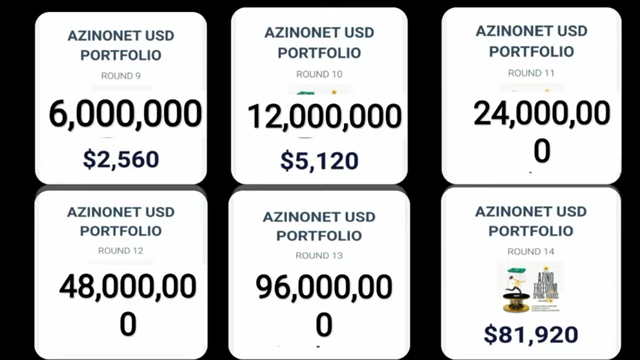 AZINONET USD
PORTFOLIO
ROUND 9
6,000,000
$2,560
AZINONET USD
PORTFOLIO
ROUND 10
12,000,000
$5,120
AZINONET USD
PORTFOLIO
ROUND 11
24,000,00
0
AZINONET USD
PORTFOLIO
ROUND 12
48,000,00
0
AZINONET USD
PORTFOLIO
ROUND 13
96,000,00
0
AZINONET USD
PORTFOLIO
ROUND 14
AZINO
FREEDOM
$81,920